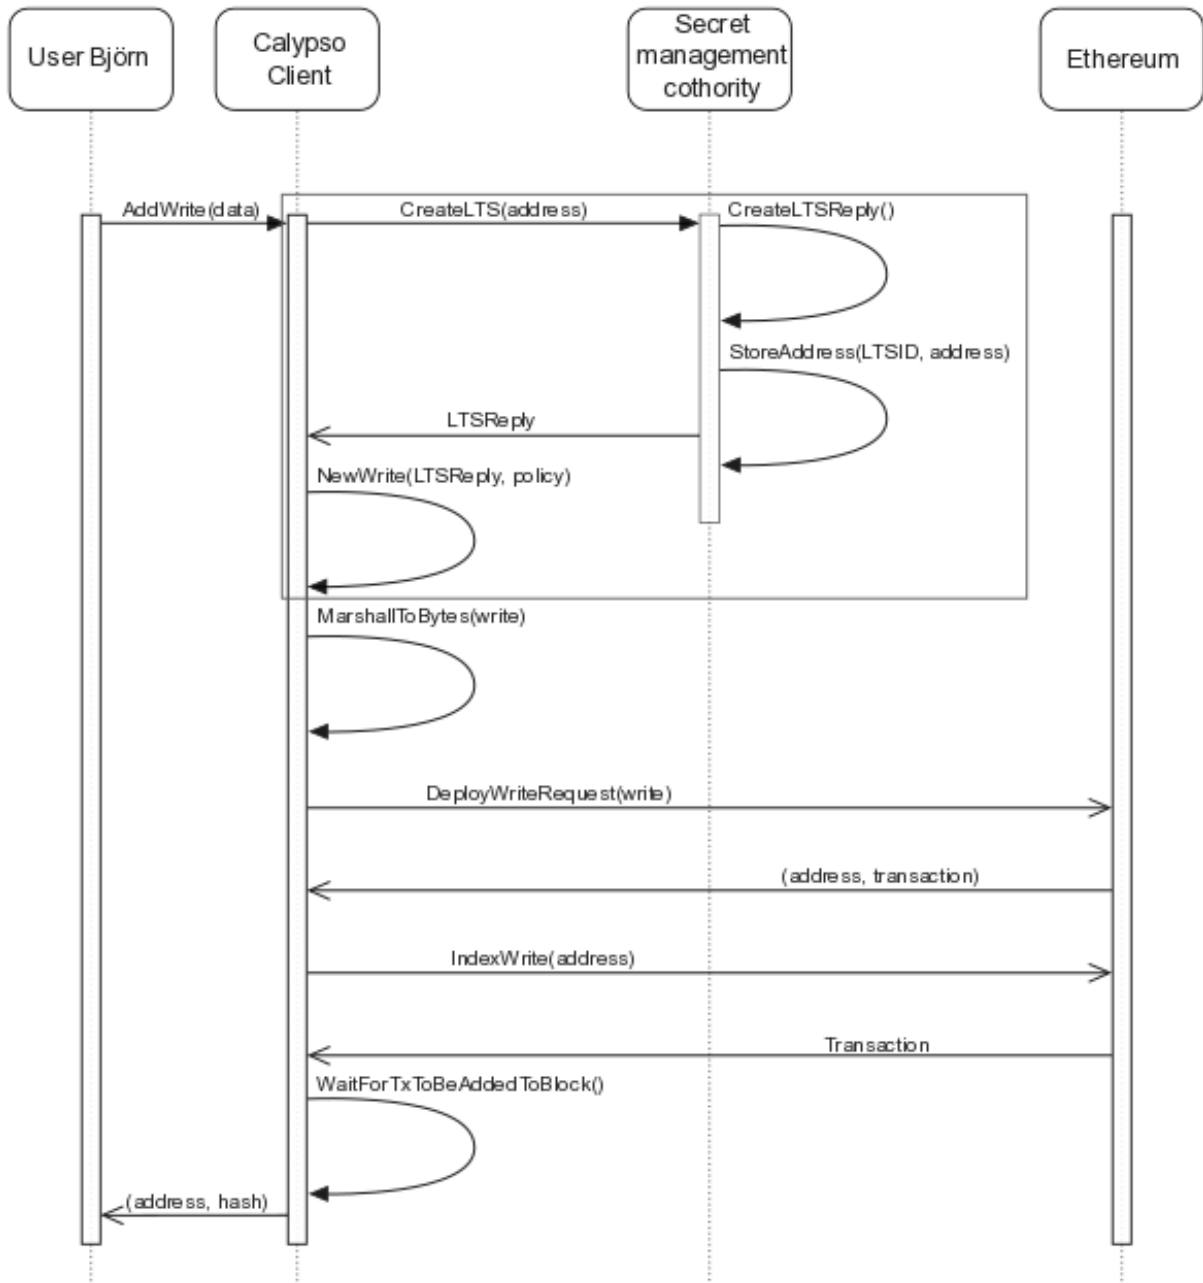 User Björn
Calypso
Client
Secret
management
cothority
Ethereum
AddWrite(data)
CreateLTS(address)
CreateLTSReply()
StoreAddress(LTSID, address)
LTSReply
NewWrite(LTSReply, policy)
MarshallToBytes(write)
DeployWriteRequest(write)
(address, transaction)
IndexWrite(address)
Transaction
WaitForTxToBeAddedToBlock()
(address, hash)